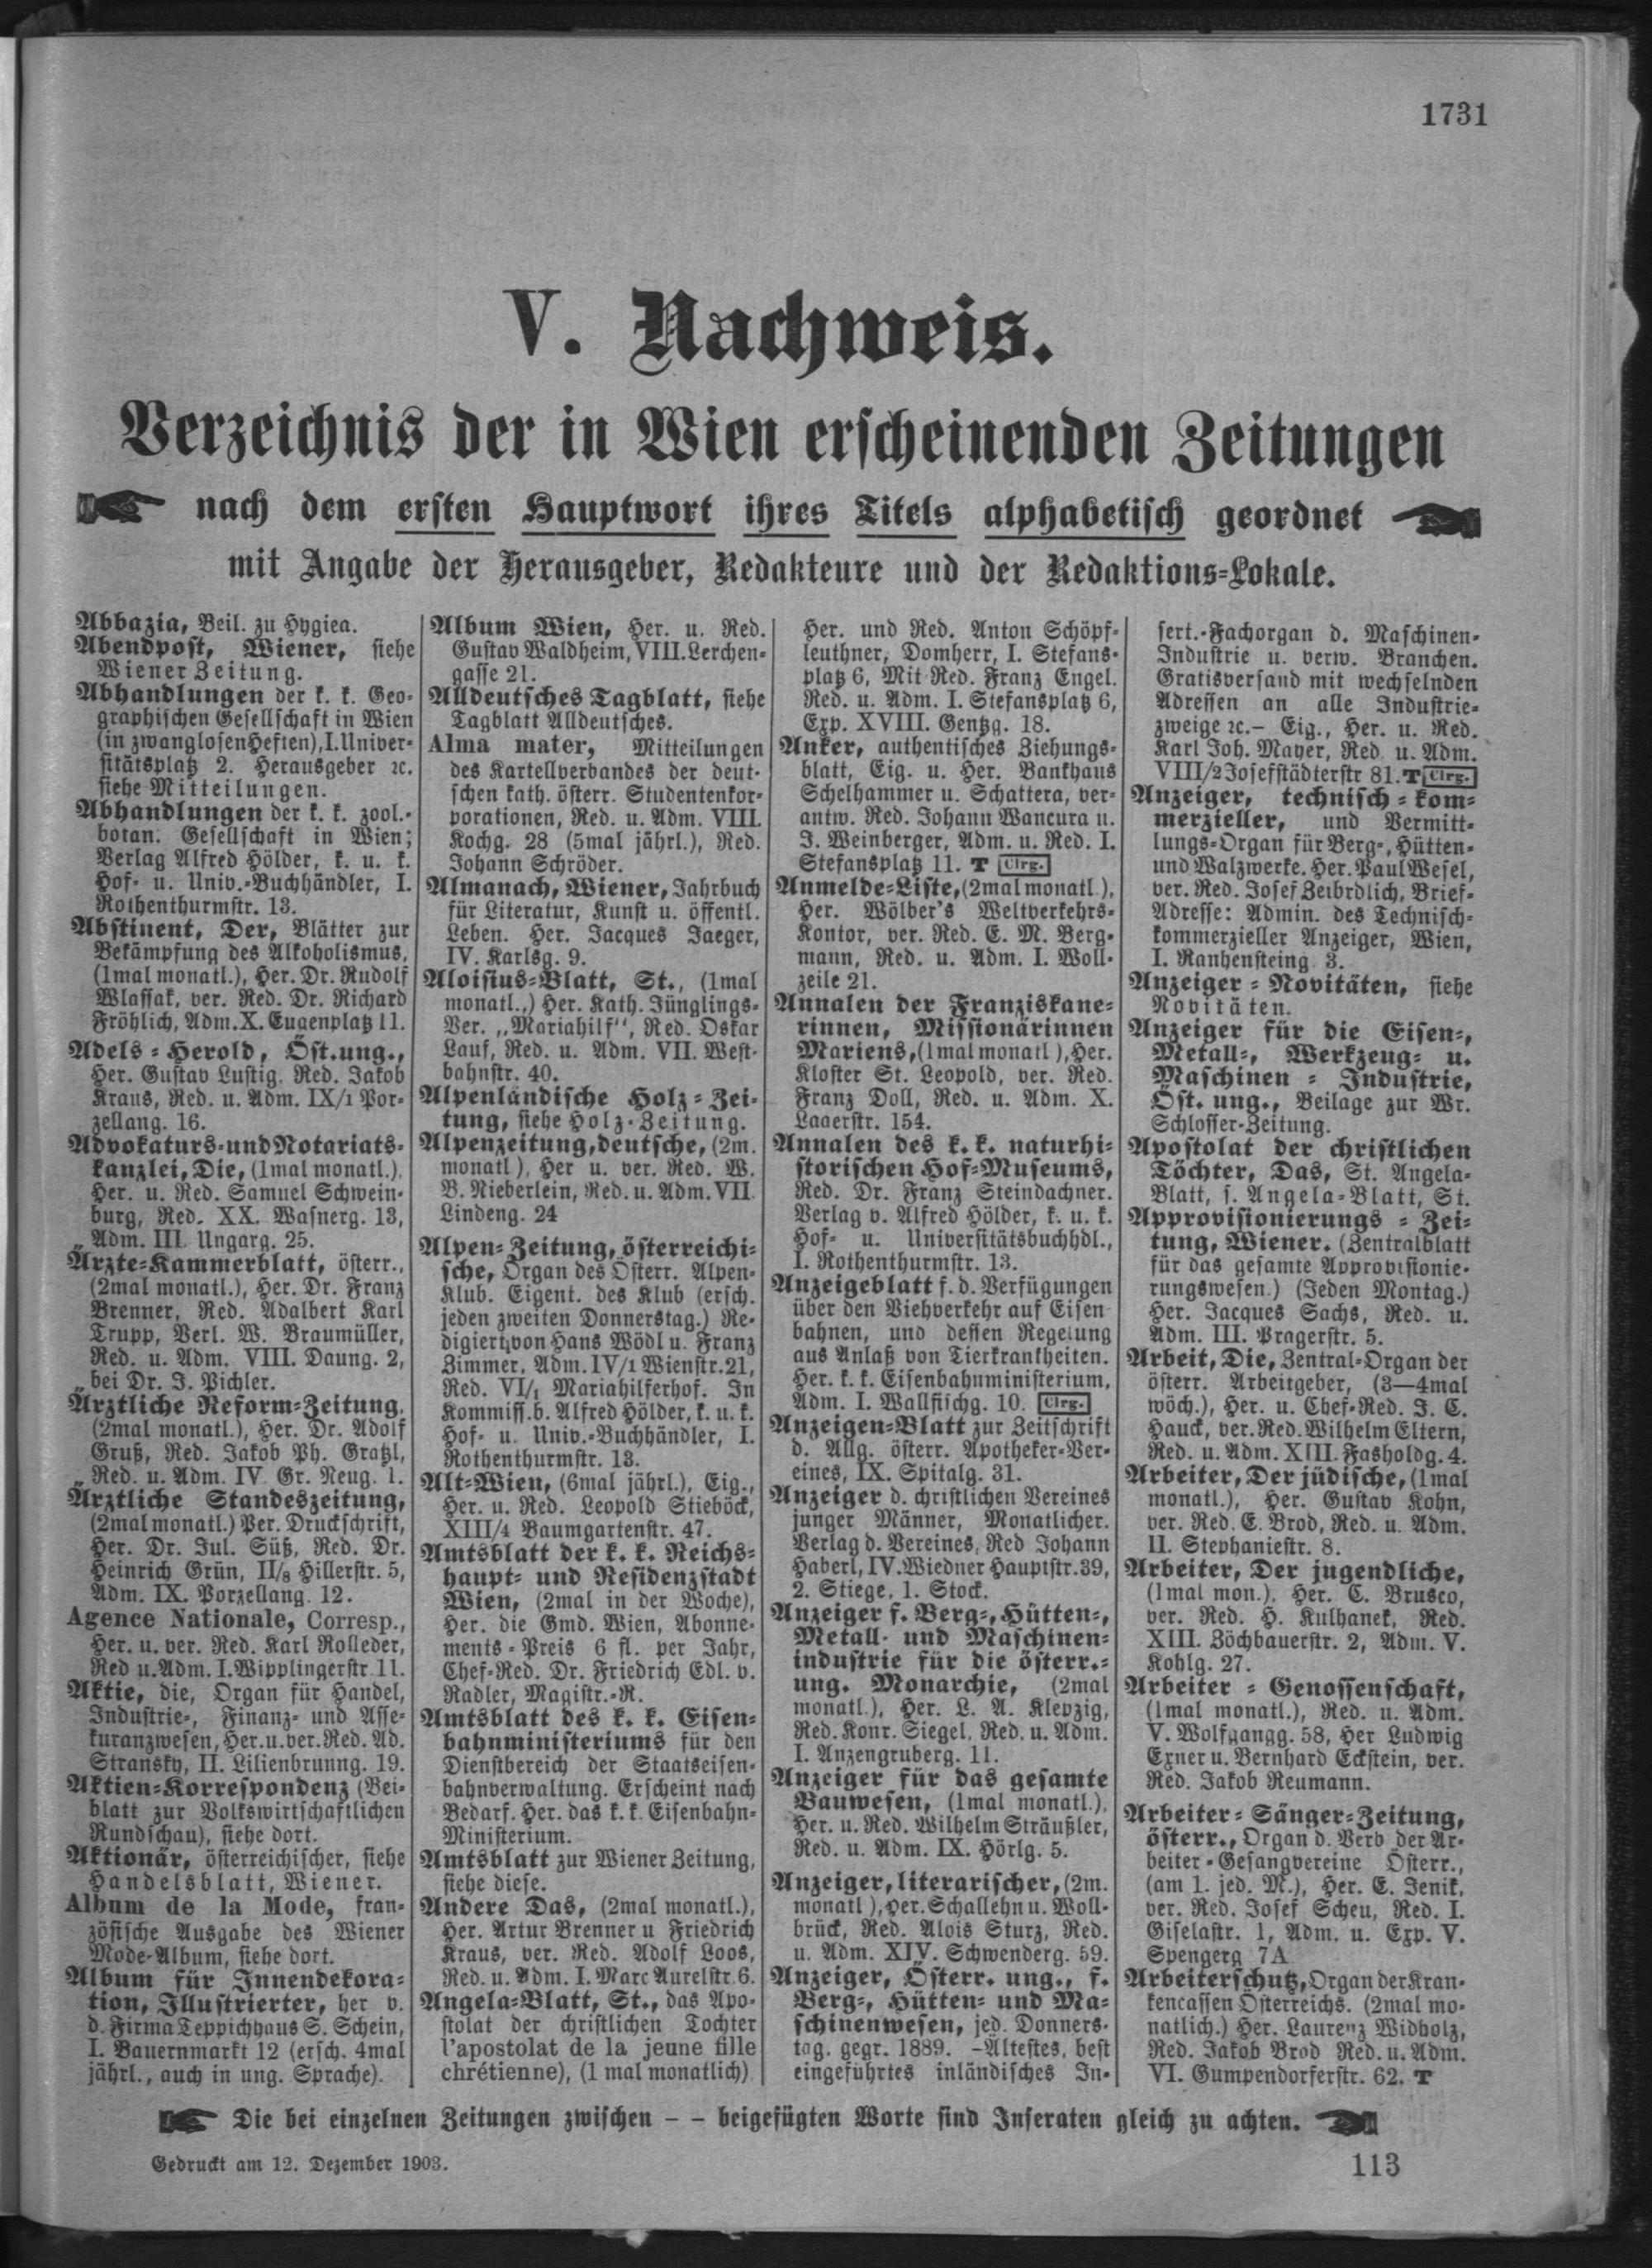 1731
V. Nachweis.
Verzeichnis der in Wien erscheinenden Zeitungen
nach dem ersten Hauptwort ihres Titels alphabetisch geordnet
mit Angabe der Herausgeber, Redakteure und der Redaktions-Lokale.
Abbazia, Beil. zu Hygiea.
Abendpost, Wiener, siehe
Wiener Zeitung.
Abhandlungen der k. k. Geo-
graphischen Gesellschaft in Wien
(in zwanglosen Heften), I. Univer-
sitätsplatz 2. Herausgeber ꝛc.
siehe Mitteilungen.
Abhandlungen der k. k. zool.-
botan. Gesellschaft in Wien;
Verlag Alfred Hölder, k. u. k.
Hof- u. Univ.-Buchhändler, I.
Rothenthurmstr. 13.
Abstinent, Der, Blätter zur
Bekämpfung des Alkoholismus,
(1mal monatl.), Her. Dr. Rudolf
Wlassak, ver. Red. Dr. Richard
Fröhlich, Adm. X. Eugenplatz 11.
Adels-Herold, Öst.ung.,
Her. Gustav Lustig, Red. Jakob
Kraus, Red. u. Adm. IX/1 Por-
zellang. 16.
Advokaturs-und Notariats-
kanzlei, Die, (1mal monatl.),
Her. u. Red. Samuel Schwein-
burg, Red. XX. Wasnerg. 13,
Adm. III. Ungarg. 25.
Ärzte-Kammerblatt, österr.,
(2mal monatl.), Her. Dr. Franz
Brenner, Red. Adalbert Karl
Trupp, Verl. W. Braumüller,
Red. u. Adm. VIII. Daung. 2,
bei Dr. J. Pichler.
Ärztliche Reform-Zeitung,
(2mal monatl.), Her. Dr. Adolf
Gruß, Red. Jakob Ph. Gratzl,
Red. u. Adm. IV Gr. Neug. 1.
Ärztliche Standeszeitung,
(2mal monatl.) Per. Druckschrift,
Her. Dr. Jul. Süß, Red. Dr.
Heinrich Grün, II/8 Hillerstr. 5,
Adm. IX. Porzellang. 12.
Agence Nationale, Corresp.,
Her. u. ver. Red. Karl Rolleder,
Red u. Adm. I. Wipplingerstr. 11.
Aktie, die, Organ für Handel,
Industrie-, Finanz- und Asse-
kuranzwesen, Her. u. ver. Red. Ad.
Stransky, II. Lilienbrunng. 19.
Aktien-Korrespondenz (Bei-
blatt zur Volkswirtschaftlichen
Rundschau), siehe dort.
Aktionär, österreichischer, siehe
Handelsblatt, Wiener.
Album de la Mode, fran-
zösische Ausgabe des Wiener
Mode-Album, siehe dort.
Album für Innendekora-
tion, Illustrierter, her v.
d. Firma Teppichhaus S. Schein,
I. Bauernmarkt 12 (ersch. 4mal
jährl., auch in ung. Sprache).
Album Wien, Her. u. Red.
Gustav Waldheim, VIII. Lerchen-
gasse 21.
Alldeutsches Tagblatt, siehe
Tagblatt Alldeutsches.
Alma mater, Mitteilungen
des Kartellverbandes der deut-
schen kath. österr. Studentenkor-
porationen, Red. u. Adm. VIII.
Kochg. 28 (5mal jährl.), Red.
Johann Schröder.
Almanach, Wiener, Jahrbuch
für Literatur, Kunst u. öffentl.
Leben. Her. Jacques Jaeger,
IV. Karlsg. 9.
Aloisius-Blatt, St., (1mal
monatl.,) Her. Kath. Jünglings-
Ver. „Mariahilf“, Red. Oskar
Lauf, Red. u. Adm. VII. West-
bahnstr. 40.
Alpenländische Holz-Zei-
tung, siehe Holz-Zeitung.
Alpenzeitung, deutsche, (2m.
monatl.), Her u. ver. Red. W.
B. Nieberlein, Red. u. Adm. VII.
Lindeng. 24
Alpen-Zeitung, österreichi-
sche, Organ des Österr. Alpen-
Klub. Eigent. des Klub (ersch.
jeden zweiten Donnerstag.) Re-
digiert von Hans Wödl u. Franz
Zimmer, Adm. IV/1 Wienstr. 21,
Red. VI/1 Mariahilferhof. In
Kommiss. b. Alfred Hölder, k. u. k.
Hof- u. Univ.-Buchhändler, I.
Rothenthurmstr. 13.
Alt-Wien, (6mal jährl.), Eig.,
Her. u. Red. Leopold Stieböck,
XIII/4 Baumgartenstr. 47.
Amtsblatt der k. k. Reichs-
haupt- und Residenzstadt
Wien, (2mal in der Woche),
Her. die Gmd. Wien, Abonne-
ments-Preis 6 fl. per Jahr,
Chef-Red. Dr. Friedrich Edl. v.
Radler, Magistr.-R.
Amtsblatt des k. k. Eisen-
bahnministeriums für den
Dienstbereich der Staatseisen-
bahnverwaltung. Erscheint nach
Bedarf. Her. das k. k. Eisenbahn-
Ministerium.
Amtsblatt zur Wiener Zeitung,
siehe diese.
Andere Das, (2mal monatl.),
Her. Artur Brenner u Friedrich
Kraus, ver. Red. Adolf Loos,
Red. u. Adm. I. Marc Aurelstr. 6.
Angela-Blatt, St., das Apo-
stolat der christlichen Tochter
l'apostolat de la jeune fille
chrétienne), (1 mal monatlich)
Her. und Red. Anton Schöpf-
leuthner, Domherr, I. Stefans-
platz 6, Mit-Red. Franz Engel.
Red. u. Adm. I. Stefansplatz 6,
Exp. XVIII. Gentzg. 18.
Anker, authentisches Ziehungs-
blatt, Eig. u. Her. Bankhaus
Schelhammer u. Schattera, ver-
antw. Red. Johann Wancura u.
J. Weinberger, Adm. u. Red. I.
Stefansplatz 11. T Clrg.
Anmelde-Liste, (2mal monatl.),
Her. Wölber's Weltverkehrs-
Kontor, ver. Red. E. M. Berg-
mann, Red. u. Adm. I. Woll-
zeile 21.
Annalen der Franziskane-
rinnen, Missionärinnen
Mariens, (1mal monatl ), Her.
Kloster St. Leopold, ver. Red.
Franz Doll, Red. u. Adm. X.
Lagerstr. 154.
Annalen des k. k. naturhi-
storischen Hof-Museums,
Red. Dr. Franz Steindachner.
Verlag v. Alfred Hölder, k. u. k.
Hof- u. Universitätsbuchhdl.,
I. Rothenthurmstr. 13.
Anzeigeblatt f. d. Verfügungen
über den Viehverkehr auf Eisen-
bahnen, und dessen Regelung
aus Anlaß von Tierkrankheiten.
Her. k. k. Eisenbahnministerium,
Adm. I. Wallfischg. 10. Clrg.
Anzeigen-Blatt zur Zeitschrift
d. Allg. österr. Apotheker-Ver-
eines, IX. Spitalg. 31.
Anzeiger d. christlichen Vereines
junger Männer, Monatlicher.
Verlag d. Vereines, Red Johann
Haberl, IV. Wiedner Hauptstr. 39,
2. Stiege, 1. Stock.
Anzeiger f. Berg-, Hütten-,
Metall- und Maschinen-
industrie für die österr.-
ung. Monarchie, (2mal
monatl.), Her. L. A. Klepzig,
Red. Konr. Siegel, Red. u. Adm.
I. Anzengruberg. 11.
Anzeiger für das gesamte
Bauwesen, (1mal monatl.),
Her. u. Red. Wilhelm Sträußler,
Red. u. Adm. IX. Hörlg. 5.
Anzeiger, literarischer, (2m.
monatl ), Her. Schallehn u. Woll-
brück, Red. Alois Sturz, Red.
u. Adm. XIV. Schwenderg. 59.
Anzeiger, Österr. ung., f.
Berg-, Hütten- und Ma-
schinenwesen, jed. Donners-
tag. gegr. 1889. –Ältestes, best
eingeführtes inländisches In-
sert.-Fachorgan d. Maschinen-
Industrie u. verw. Branchen.
Gratisversand mit wechselnden
Adressen an alle Industrie-
zweige ꝛc.– Eig., Her. u. Red.
Karl Joh. Mayer, Red. u. Adm.
VIII/2 Josefstädterstr 81. T Clrg.
Anzeiger, technisch-kom-
merzieller, und Vermitt-
lungs-Organ für Berg-, Hütten-
und Walzwerke. Her. Paul Wesel,
ver. Red. Josef Zeibrdlich, Brief-
Adresse: Admin. des Technisch-
kommerzieller Anzeiger, Wien,
I. Rauhensteing 3.
Anzeiger-Novitäten, siehe
Novitäten.
Anzeiger für die Eisen-,
Metall-, Werkzeug- u.
Maschinen-Industrie,
Öst. ung., Beilage zur Wr.
Schlosser-Zeitung.
Apostolat der christlichen
Töchter, Das, St. Angela-
Blatt, s. Angela-Blatt, St.
Approvisionierungs-Zei-
tung, Wiener. (Zentralblatt
für das gesamte Approvisionie-
rungswesen.) (Jeden Montag.)
Her. Jacques Sachs, Red. u.
Adm. III. Pragerstr. 5.
Arbeit, Die, Zentral-Organ der
österr. Arbeitgeber, (3—4mal
wöch.), Her. u. Chef-Red. J. C.
Hauck, ver. Red. Wilhelm Eltern,
Red. u. Adm. XIII. Fasholdg. 4.
Arbeiter, Der jüdische, (1mal
monatl.), Her. Gustav Kohn,
ver. Red. E. Brod, Red. u. Adm.
II. Stephaniestr. 8.
Arbeiter, Der jugendliche,
(1mal mon.), Her. C. Brusco,
ver. Red. H. Kulhanek, Red.
XIII. Zöchbauerstr. 2, Adm. V.
Kohlg. 27.
Arbeiter-Genossenschaft,
(1mal monatl.), Red. u. Adm.
V. Wolfgangg. 58, Her Ludwig
Exner u. Bernhard Eckstein, ver.
Red. Jakob Reumann.
Arbeiter-Sänger-Zeitung,
österr., Organ d. Verb der Ar-
beiter-Gesangvereine Österr.,
(am 1. jed. M.), Her. E. Jenik,
ver. Red. Josef Scheu, Red. I.
Giselastr. 1, Adm. u. Exp. V.
Spengerg 7A
Arbeiterschutz, Organ der Kran-
kencassen Österreichs. (2mal mo-
natlich.) Her. Laurenz Widholz,
Red. Jakob Brod Red. u. Adm.
VI. Gumpendorferstr. 62. T
Die bei einzelnen Zeitungen zwischen – – beigefügten Worte sind Inseraten gleich zu achten.
Gedruckt am 12. Dezember 1903.
113